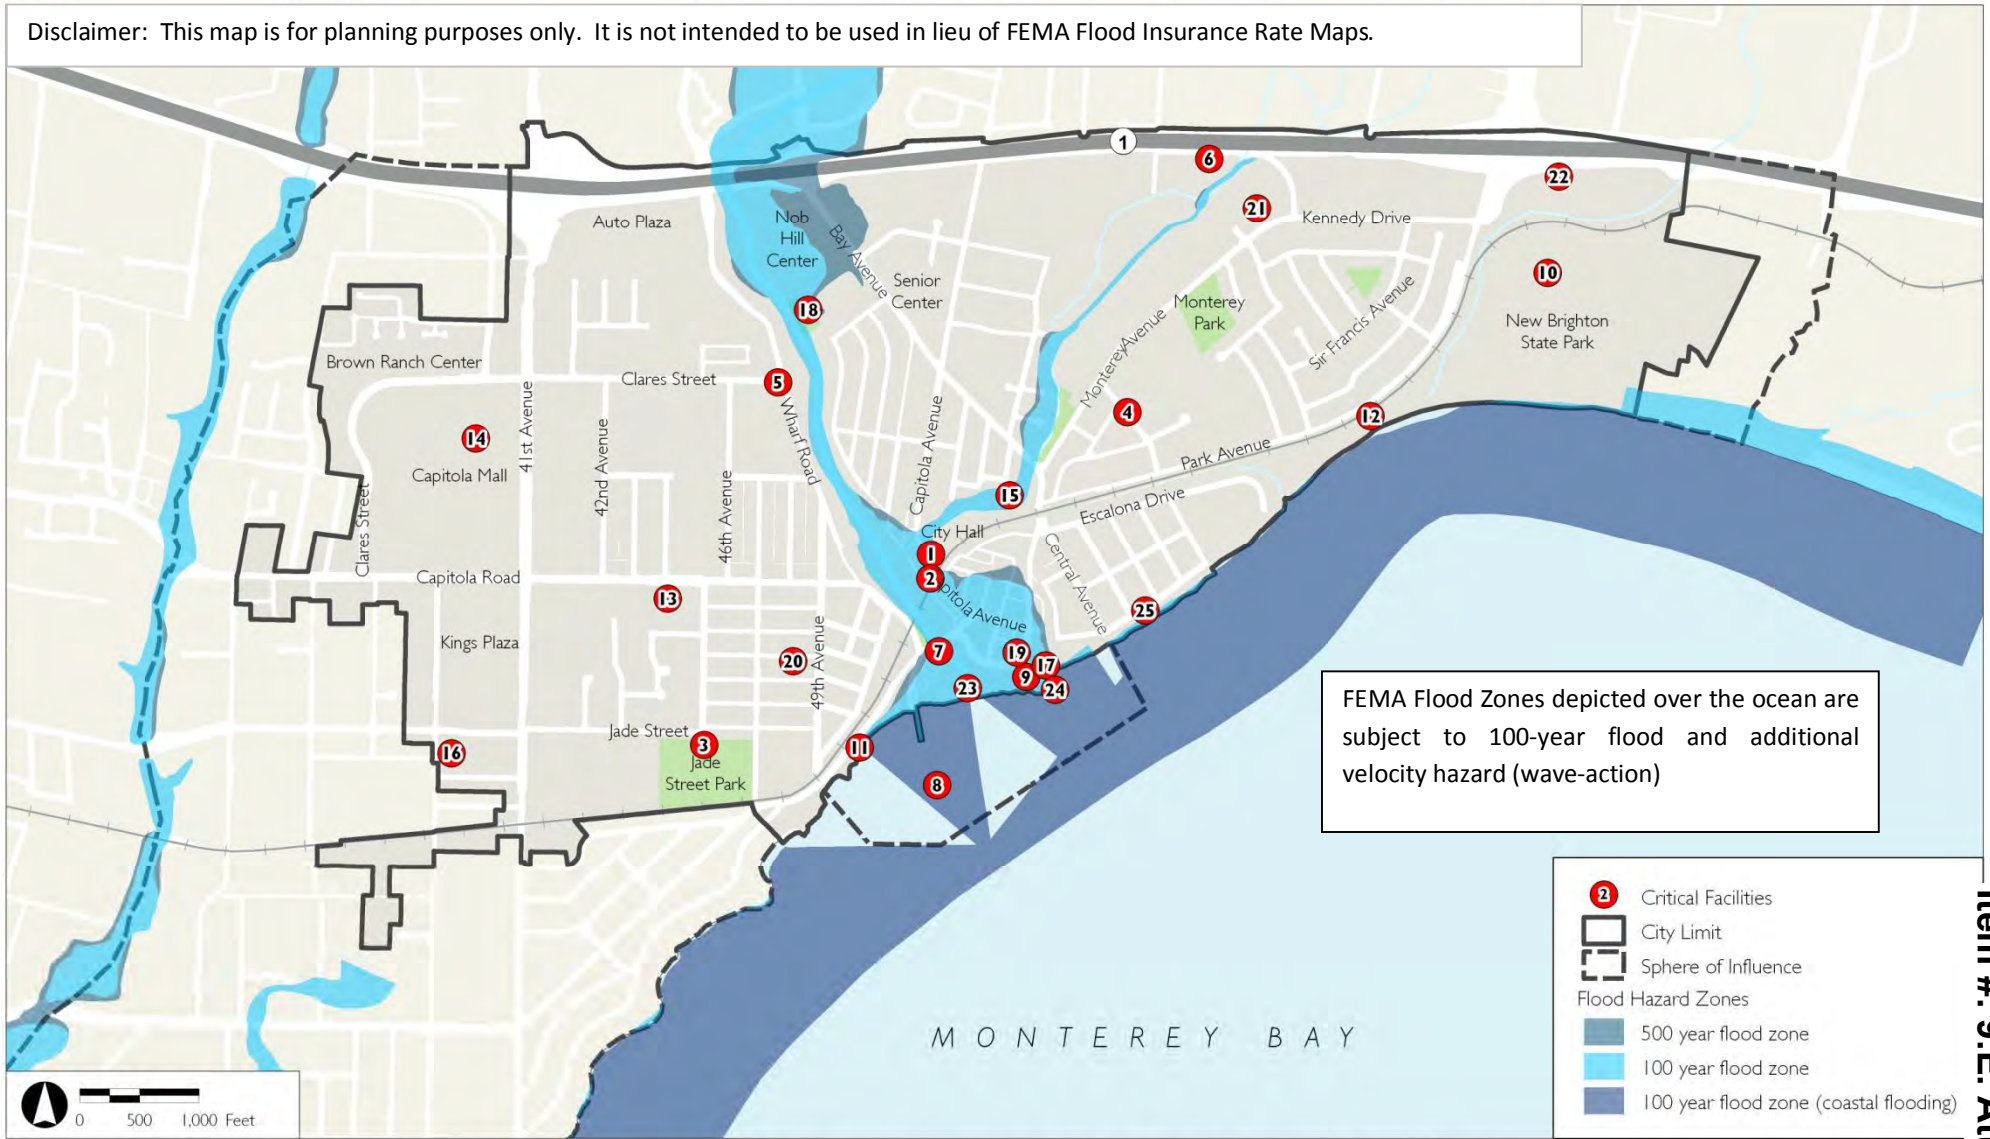 Disclaimer: This map is for planning purposes only. It is not intended to be used in lieu of FEMA Flood Insurance Rate Maps.
1
6
22
Auto Plaza
Nob
Hill
Center
Bay Avenue
21
Kennedy Drive
Senior
Center
10
18
Monterey
Park
Monterey Avenue
Sir Francis Avenue
New Brighton
State Park
Brown Ranch Center
Clares Street
5
Wharf Road
41st Avenue
42nd Avenue
Capitola Avenue
4
12
14
Capitola Mall
Park Avenue
46th Avenue
Clares Street
15
Escalona Drive
City Hall
1
2
Capitola Road
Central Avenue
pitola Avenue
13
25
Kings Plaza
49th Avenue
20
7
19
17
9
24
23
FEMA Flood Zones depicted over the ocean are
subject to 100-year flood and additional
velocity hazard (wave-action)
Jade Street
3
Jade
Street Park
16
11
8
MONTEREY BAY
2
Critical Facilities
City Limit
Sphere of Influence
Flood Hazard Zones
500 year flood zone
100 year flood zone
100 year flood zone (coastal flooding)
0 500 1,000 Feet
Item #: 9.E.